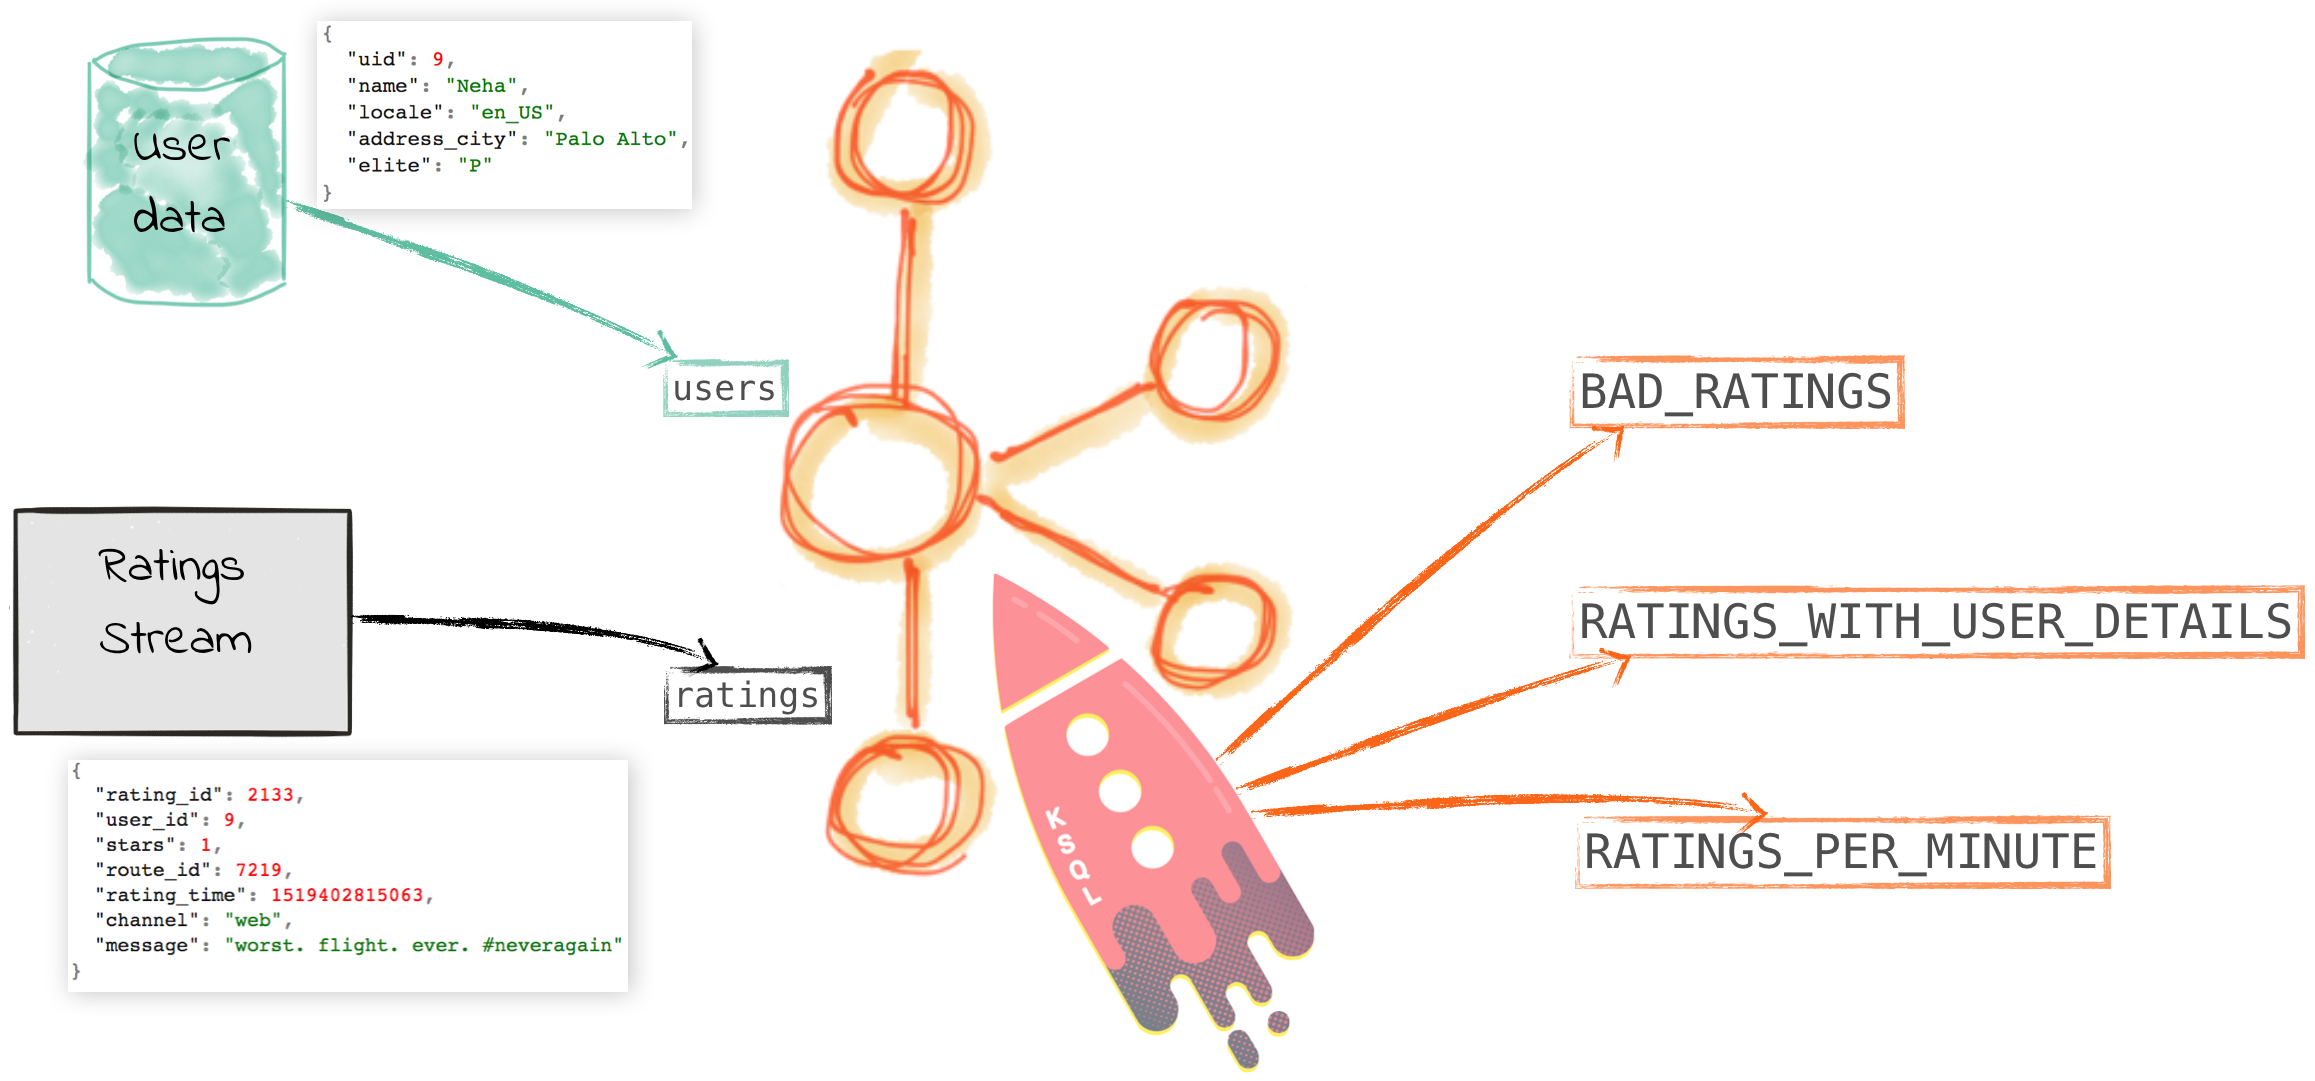 User
data
{
"uid": 9,
"name": "Neha",
"locale": "en_US",
"address_city": "Palo Alto",
"elite": "P"
}
users
Ratings
Stream
ratings
{
"rating_id": 2133,
"user_id": 9,
"stars": 1,
"route_id": 7219,
"rating_time": 1519402815063,
"channel": "web",
"message": "worst. flight. ever. #neveragain"
}
KSQL
BAD_RATINGS
RATINGS_WITH_USER_DETAILS
RATINGS_PER_MINUTE